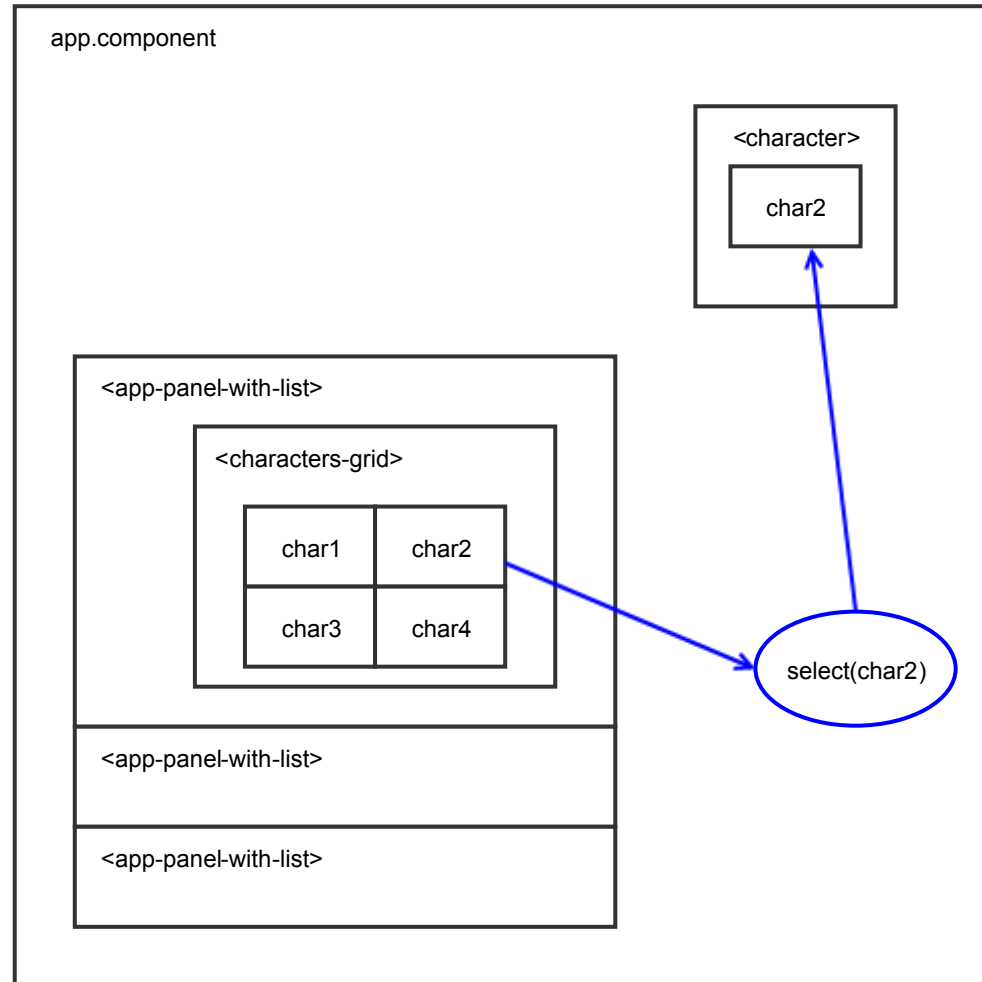 app.component
<character>
char2
<app-panel-with-list>
<characters-grid>
char1
char2
char3
char4
select(char2)
<app-panel-with-list>
<app-panel-with-list>